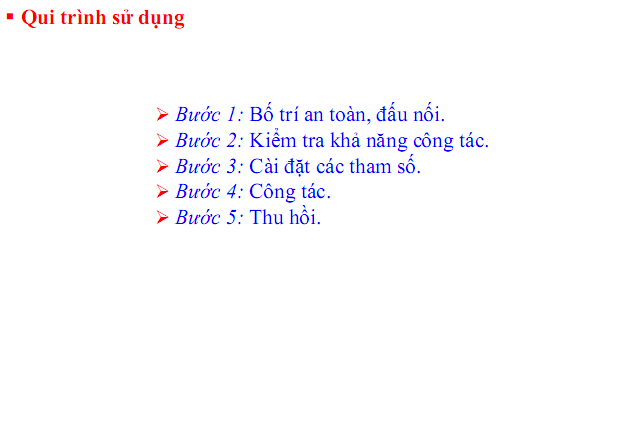 ▪ Qui trình sử dụng
➢ Bước 1: Bố trí an toàn, đấu nối.
➢ Bước 2: Kiểm tra khả năng công tác.
➢ Bước 3: Cài đặt các tham số.
➢ Bước 4: Công tác.
➢ Bước 5: Thu hồi.